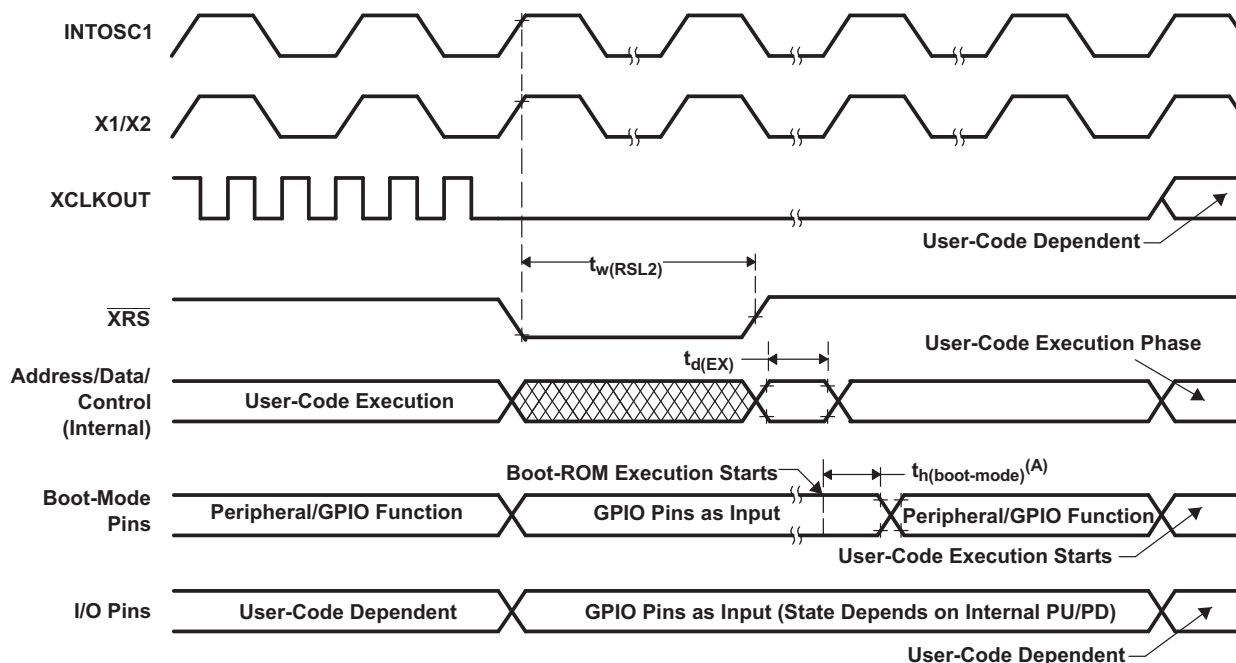 INTOSC1
X1/X2
XCLKOUT
User-Code Dependent
tw(RSL2)
XRS
td(EX)
User-Code Execution Phase
Address/Data/
Control
(Internal)
User-Code Execution
Boot-ROM Execution Starts
th(boot-mode)(A)
Boot-Mode
Pins
Peripheral/GPIO Function
GPIO Pins as Input
Peripheral/GPIO Function
User-Code Execution Starts
I/O Pins
User-Code Dependent
GPIO Pins as Input (State Depends on Internal PU/PD)
User-Code Dependent